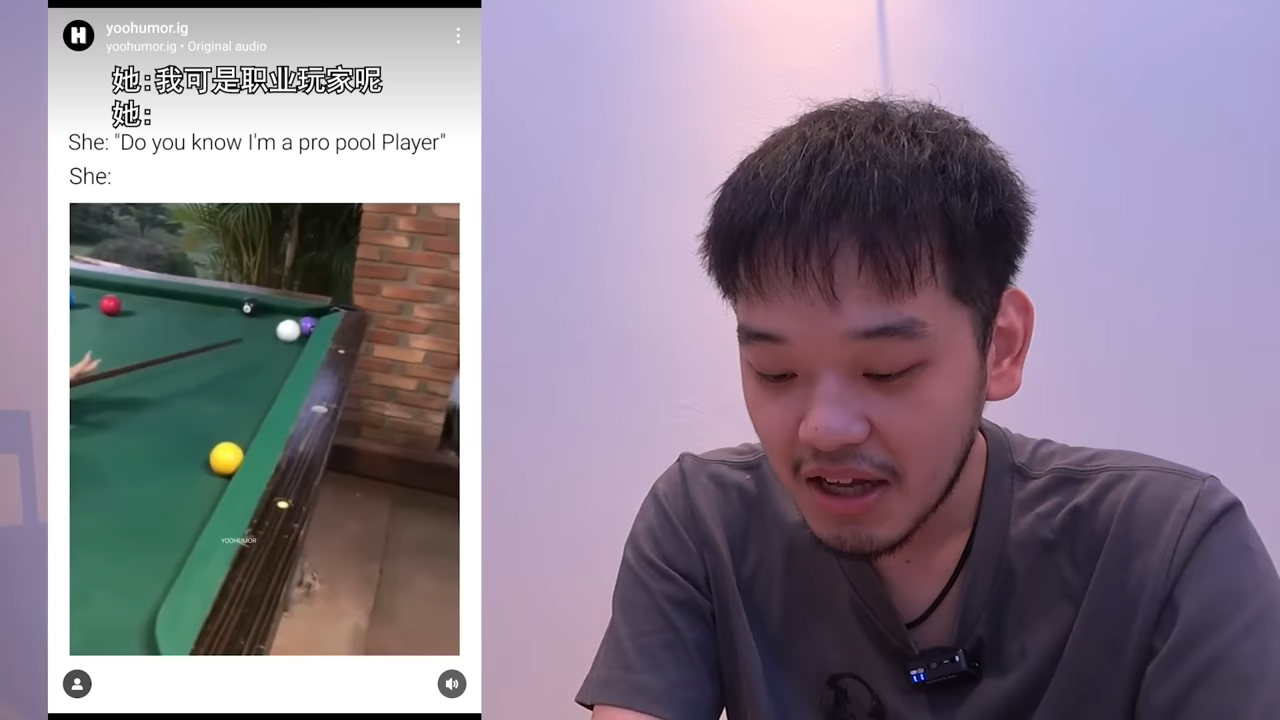 yoohumor.ig
yoohumor.ig • Original audio
她:我可是职业玩家呢
她:
She: "Do you know I'm a pro pool Player"
She:
YOOHUMOR